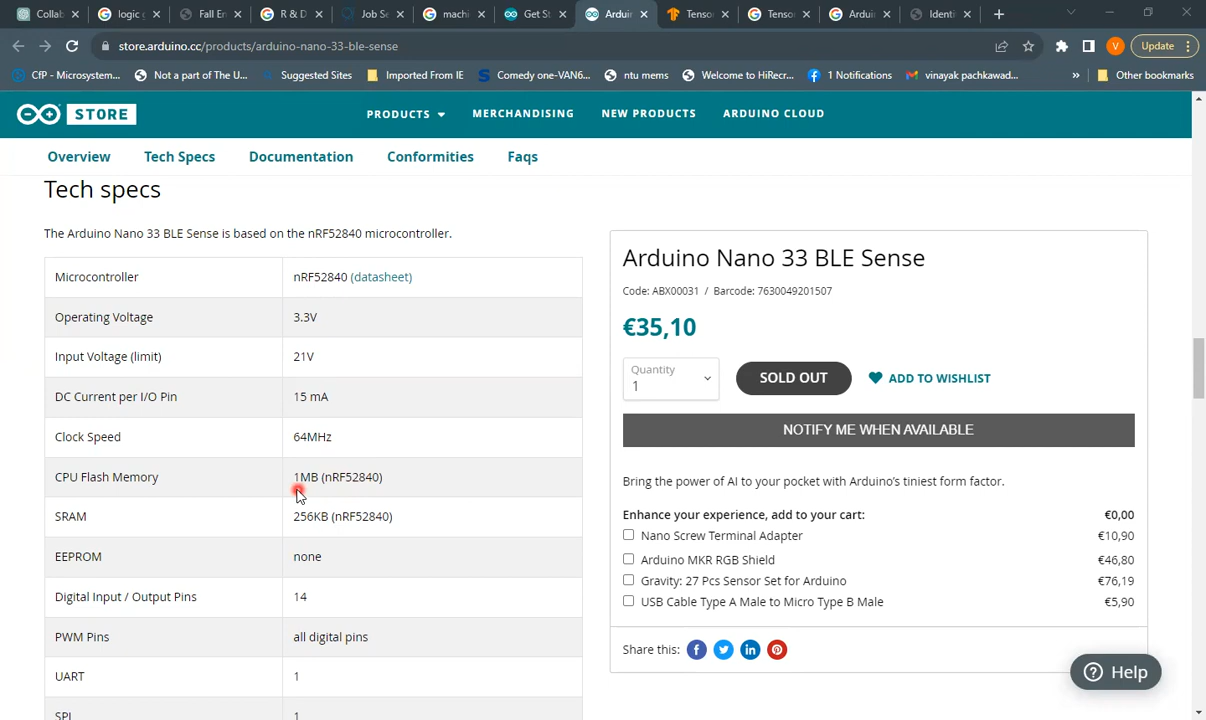 Collab
logic g
Fall En
R & D
Job Se
machi
Get St
Arduin
Tensor
Tensor
Ardui
Identi
store.arduino.cc/products/arduino-nano-33-ble-sense
V
Update
CfP - Microsystem...
Not a part of The U...
Suggested Sites
Imported From IE
Comedy one-VAN6...
ntu mems
Welcome to HiRecr...
1 Notifications
vinayak pachkawad...
»
Other bookmarks
STORE
PRODUCTS
MERCHANDISING
NEW PRODUCTS
ARDUINO CLOUD
Overview
Tech Specs
Documentation
Conformities
Faqs
Tech specs
The Arduino Nano 33 BLE Sense is based on the nRF52840 microcontroller.
Microcontroller nRF52840 (datasheet)
Operating Voltage 3.3V
Input Voltage (limit) 21V
DC Current per I/O Pin 15 mA
Clock Speed 64MHz
CPU Flash Memory 1MB (nRF52840)
SRAM 256KB (nRF52840)
EEPROM none
Digital Input / Output Pins 14
PWM Pins all digital pins
UART 1
SPI 1
Arduino Nano 33 BLE Sense
Code: ABX00031 / Barcode: 7630049201507
€35,10
Quantity
1
SOLD OUT
ADD TO WISHLIST
NOTIFY ME WHEN AVAILABLE
Bring the power of AI to your pocket with Arduino's tiniest form factor.
Enhance your experience, add to your cart: €0,00
Nano Screw Terminal Adapter €10,90
Arduino MKR RGB Shield €46,80
Gravity: 27 Pcs Sensor Set for Arduino €76,19
USB Cable Type A Male to Micro Type B Male €5,90
Share this:
Help